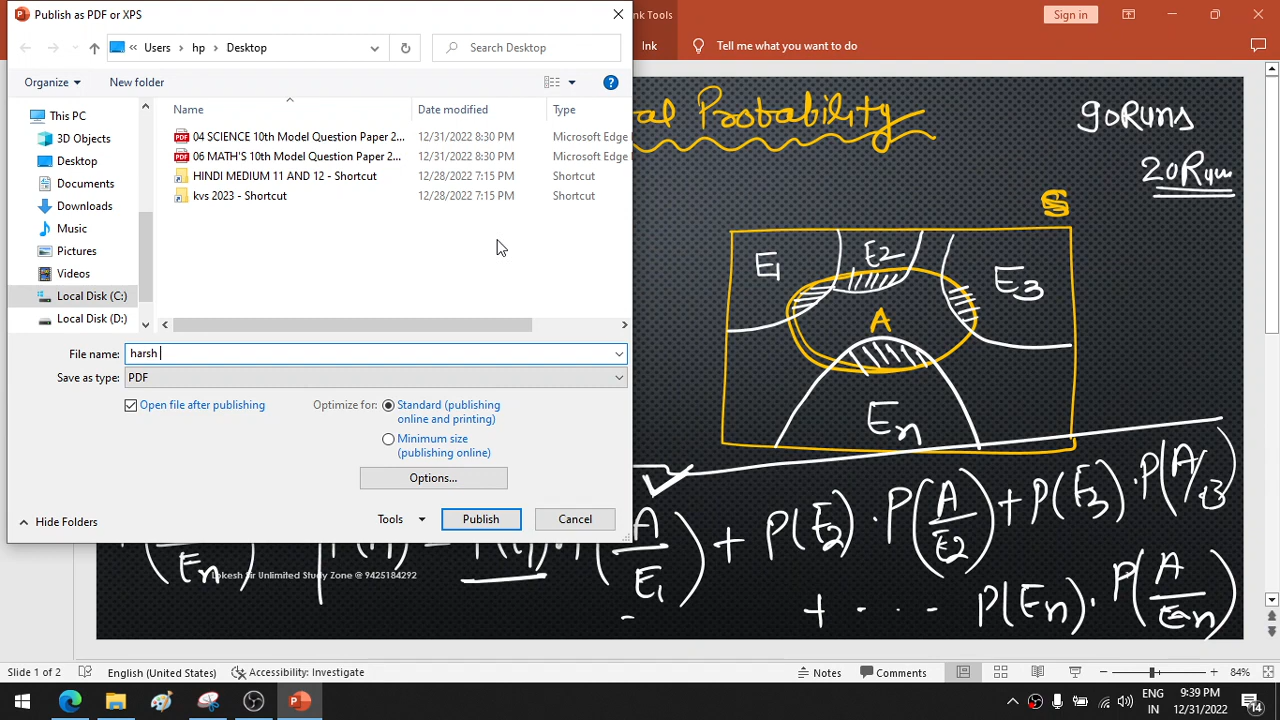 Publish as PDF or XPS
nk Tools
Sign in
« Users › hp › Desktop
Search Desktop
Ink
Tell me what you want to do
Organize
New folder
Name
Date modified
Type
This PC
3D Objects
Desktop
Documents
Downloads
Music
Pictures
Videos
Local Disk (C:)
Local Disk (D:)
04 SCIENCE 10th Model Question Paper 2... 12/31/2022 8:30 PM Microsoft Edge
06 MATH'S 10th Model Question Paper 2... 12/31/2022 8:30 PM Microsoft Edge
HINDI MEDIUM 11 AND 12 - Shortcut 12/28/2022 7:15 PM Shortcut
kvs 2023 - Shortcut 12/28/2022 7:15 PM Shortcut
File name: harsh
Save as type: PDF
Open file after publishing
Optimize for:
Standard (publishing
online and printing)
Minimum size
(publishing online)
Options...
Hide Folders
Tools
Publish
Cancel
al Probability
90Runs
20Run
S
E1
E2
E3
A
En
P(E2) · P(A/E2) + P(E3) · P(A/E3)
+ · · · P(En) · P(A/En)
Lokesh Sir Unlimited Study Zone @ 9425184292
Slide 1 of 2
English (United States)
Accessibility: Investigate
Notes
Comments
84%
ENG
IN
9:39 PM
12/31/2022
14